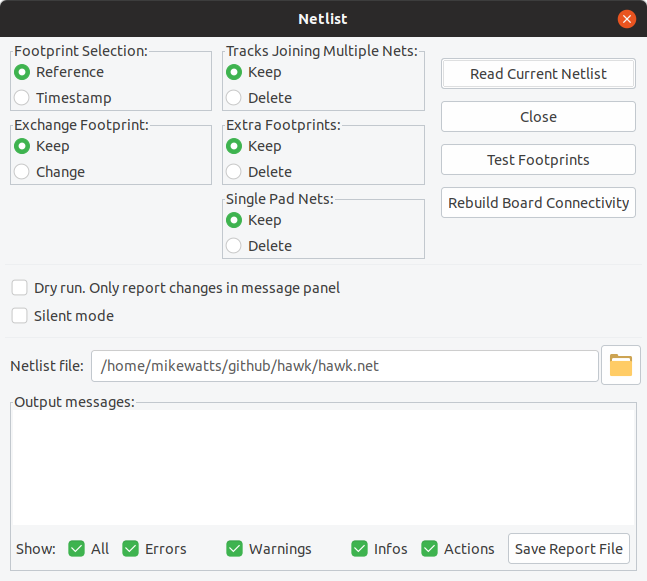 Netlist
Footprint Selection:
Reference
Timestamp
Exchange Footprint:
Keep
Change
Tracks Joining Multiple Nets:
Keep
Delete
Extra Footprints:
Keep
Delete
Single Pad Nets:
Keep
Delete
Read Current Netlist
Close
Test Footprints
Rebuild Board Connectivity
Dry run. Only report changes in message panel
Silent mode
Netlist file: /home/mikewatts/github/hawk/hawk.net
Output messages:
Show: All Errors Warnings Infos Actions Save Report File